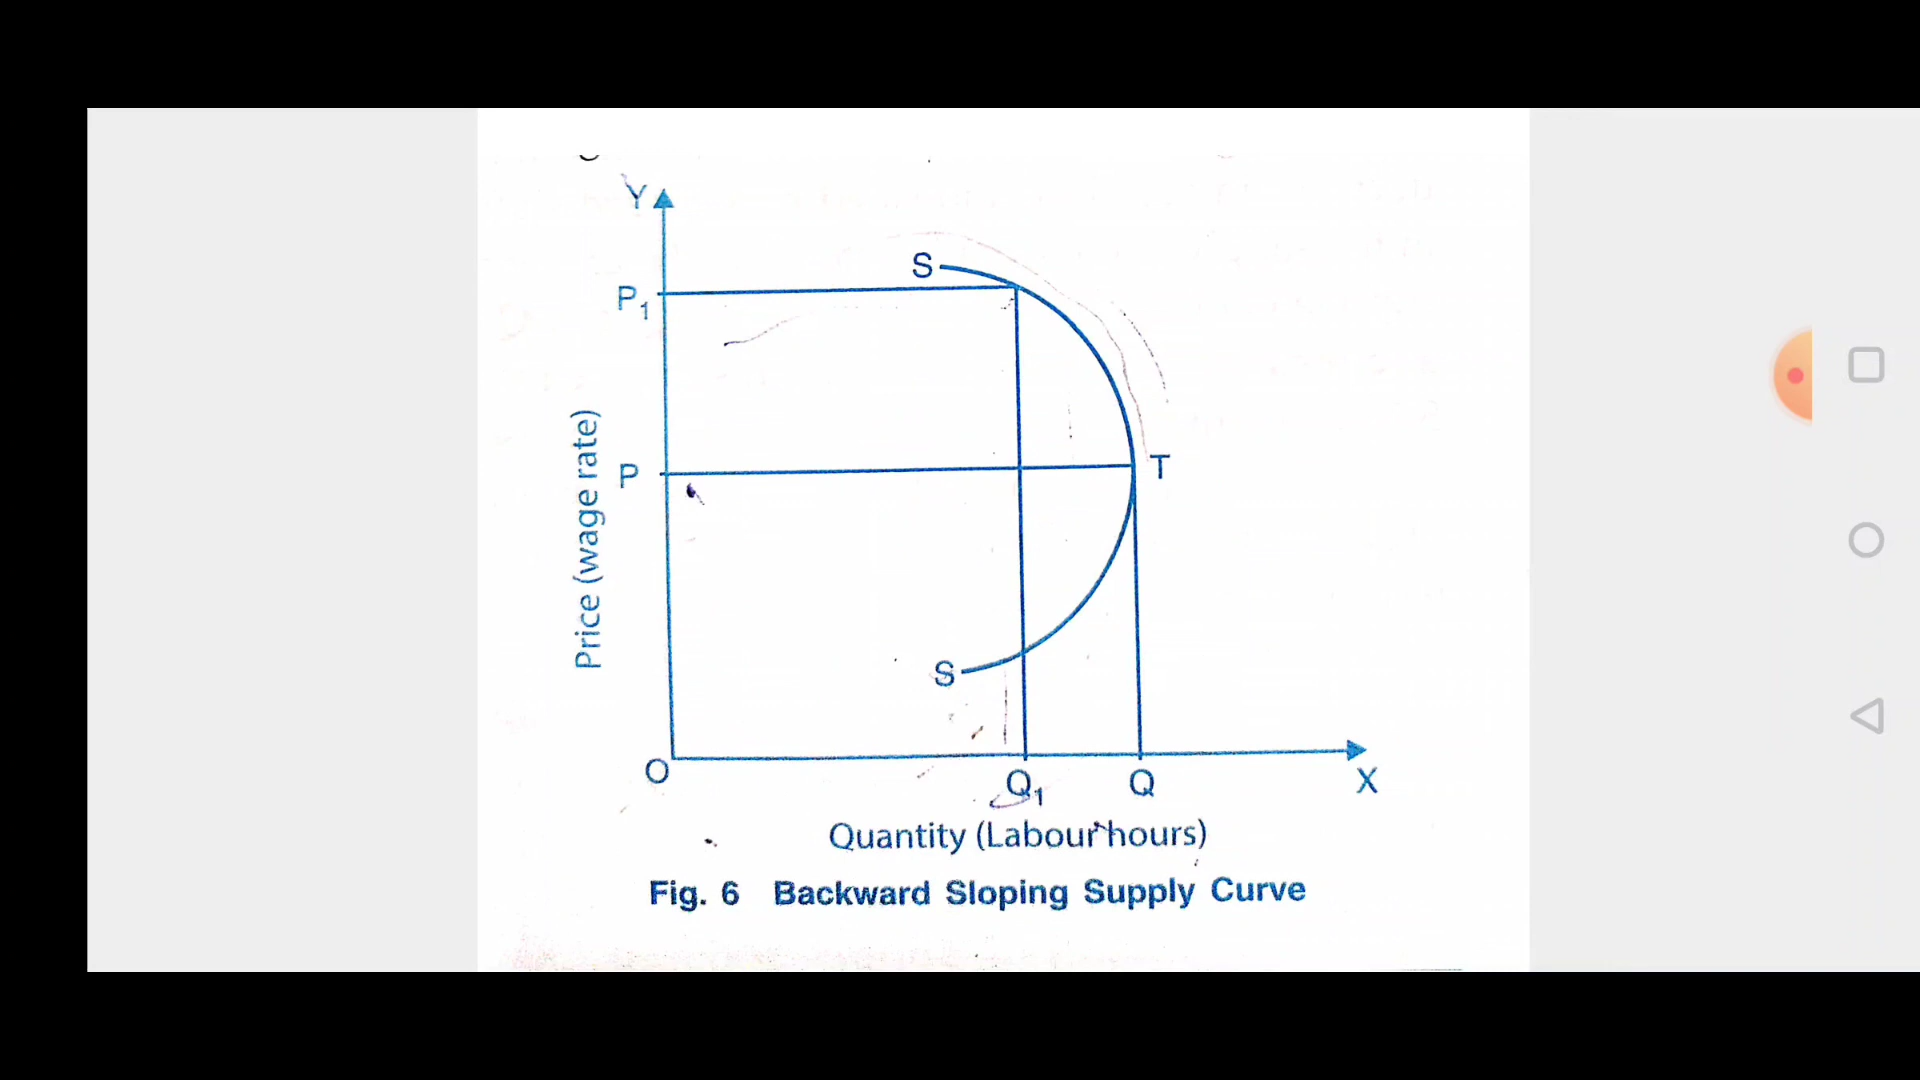 Y
S
P₁
Price (wage rate)
P
T
S
O
Q₁
Q
X
Quantity (Labour hours)
Fig. 6 Backward Sloping Supply Curve